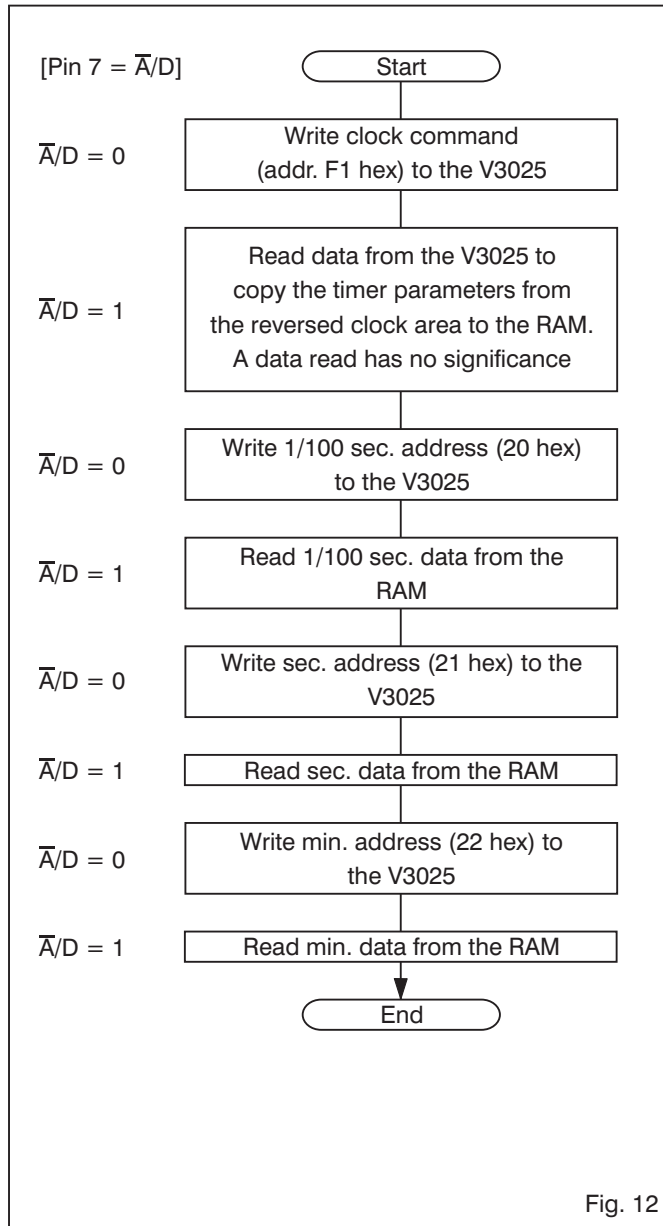 [Pin 7 = A̅/D]
Start
A̅/D = 0
Write clock command
(addr. F1 hex) to the V3025
A̅/D = 1
Read data from the V3025 to
copy the timer parameters from
the reversed clock area to the RAM.
A data read has no significance
A̅/D = 0
Write 1/100 sec. address (20 hex)
to the V3025
A̅/D = 1
Read 1/100 sec. data from the
RAM
A̅/D = 0
Write sec. address (21 hex) to the
V3025
A̅/D = 1
Read sec. data from the RAM
A̅/D = 0
Write min. address (22 hex) to
the V3025
A̅/D = 1
Read min. data from the RAM
End
Fig. 12